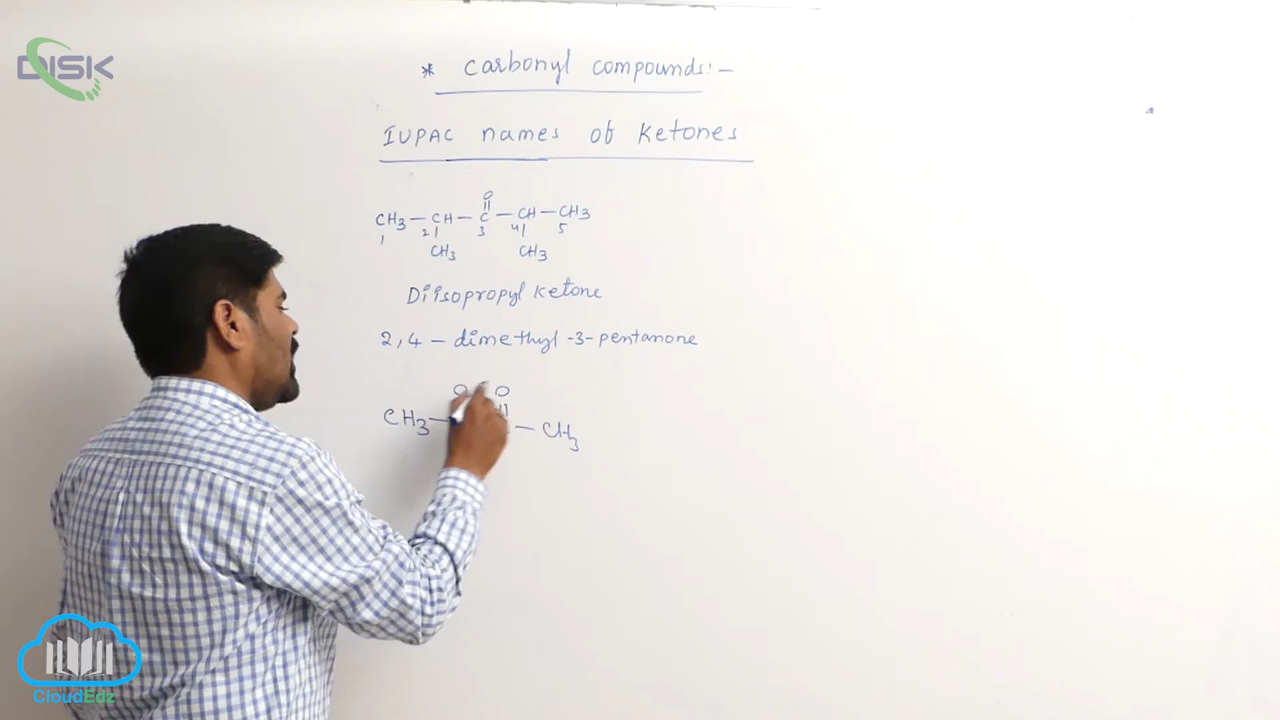 DISK
* Carbonyl compounds:-
IUPAC names of Ketones
O
CH3 — CH — C — CH — CH3
1 2 3 4 5
CH3 CH3
Diisopropyl Ketone
2,4 - dimethyl -3-pentanone
O O
CH3 — — CH3
CloudEdz